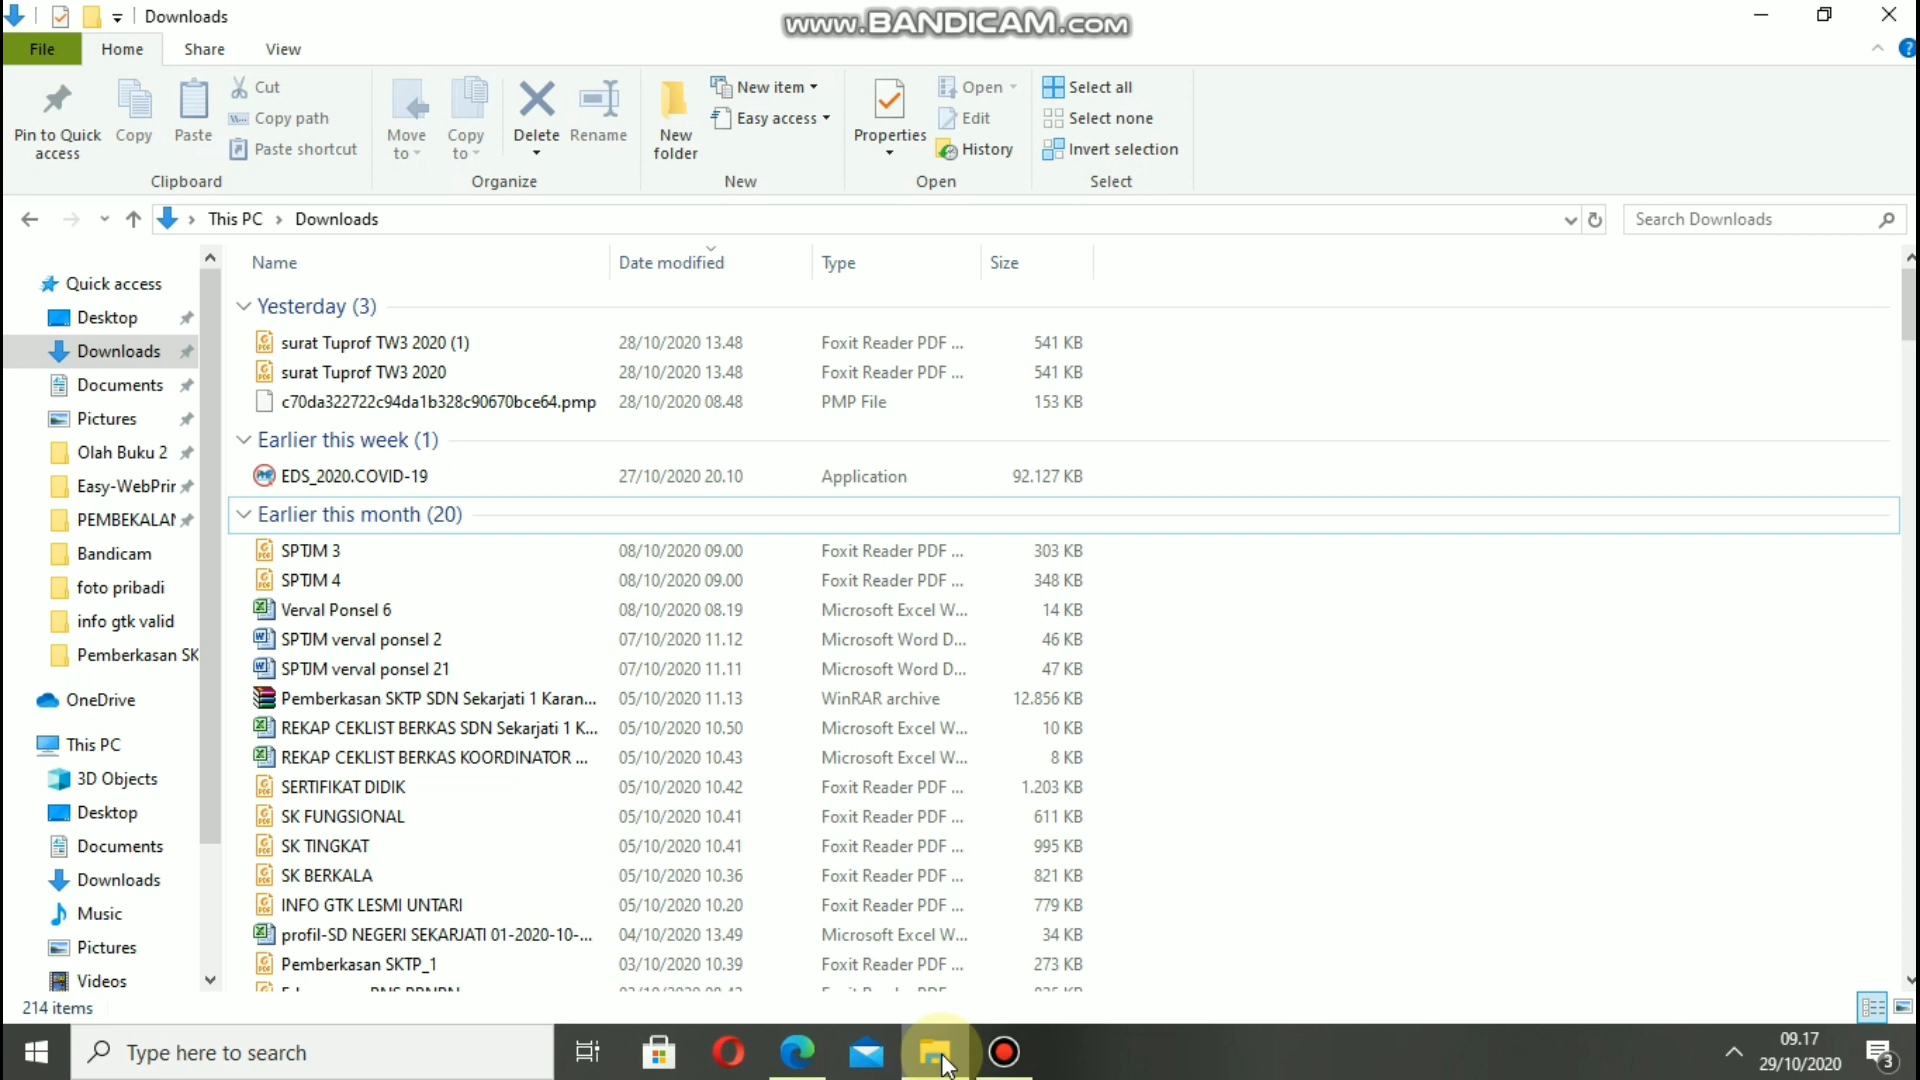 Downloads
www.BANDICAM.com
File Home Share View
Pin to Quick access
Copy
Paste
Cut
Copy path
Paste shortcut
Move to
Copy to
Delete
Rename
New folder
New item
Easy access
Properties
Open
Edit
History
Select all
Select none
Invert selection
Clipboard Organize New Open Select
This PC Downloads
Search Downloads
Quick access
Desktop
Downloads
Documents
Pictures
Olah Buku 2
Easy-WebPrir
PEMBEKALAN
Bandicam
foto pribadi
info gtk valid
Pemberkasan SK
OneDrive
This PC
3D Objects
Desktop
Documents
Downloads
Music
Pictures
Videos
Name Date modified Type Size
Yesterday (3)
surat Tuprof TW3 2020 (1) 28/10/2020 13.48 Foxit Reader PDF ... 541 KB
surat Tuprof TW3 2020 28/10/2020 13.48 Foxit Reader PDF ... 541 KB
c70da322722c94da1b328c90670bce64.pmp 28/10/2020 08.48 PMP File 153 KB
Earlier this week (1)
EDS_2020.COVID-19 27/10/2020 20.10 Application 92.127 KB
Earlier this month (20)
SPTJM 3 08/10/2020 09.00 Foxit Reader PDF ... 303 KB
SPTJM 4 08/10/2020 09.00 Foxit Reader PDF ... 348 KB
Verval Ponsel 6 08/10/2020 08.19 Microsoft Excel W... 14 KB
SPTJM verval ponsel 2 07/10/2020 11.12 Microsoft Word D... 46 KB
SPTJM verval ponsel 21 07/10/2020 11.11 Microsoft Word D... 47 KB
Pemberkasan SKTP SDN Sekarjati 1 Karan... 05/10/2020 11.13 WinRAR archive 12.856 KB
REKAP CEKLIST BERKAS SDN Sekarjati 1 K... 05/10/2020 10.50 Microsoft Excel W... 10 KB
REKAP CEKLIST BERKAS KOORDINATOR ... 05/10/2020 10.43 Microsoft Excel W... 8 KB
SERTIFIKAT DIDIK 05/10/2020 10.42 Foxit Reader PDF ... 1.203 KB
SK FUNGSIONAL 05/10/2020 10.41 Foxit Reader PDF ... 611 KB
SK TINGKAT 05/10/2020 10.41 Foxit Reader PDF ... 995 KB
SK BERKALA 05/10/2020 10.36 Foxit Reader PDF ... 821 KB
INFO GTK LESMI UNTARI 05/10/2020 10.20 Foxit Reader PDF ... 779 KB
profil-SD NEGERI SEKARJATI 01-2020-10-... 04/10/2020 13.49 Microsoft Excel W... 34 KB
Pemberkasan SKTP_1 03/10/2020 10.39 Foxit Reader PDF ... 273 KB
214 items
Type here to search
09.17
29/10/2020
3